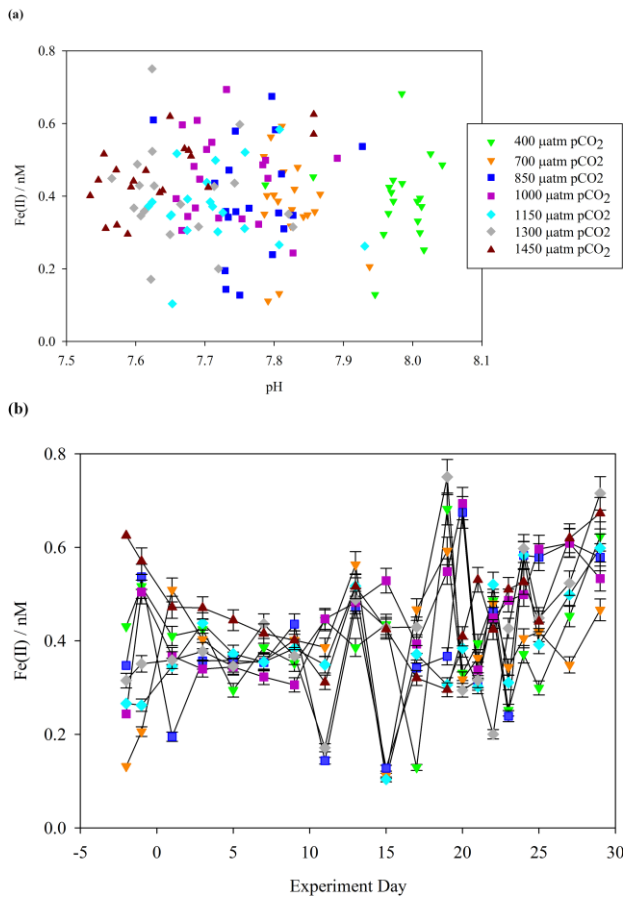 (a)
0.8
0.6
0.4
0.2
0.0
Fe(II) / nM
7.5 7.6 7.7 7.8 7.9 8.0 8.1
pH
400 µatm pCO2
700 µatm pCO2
850 µatm pCO2
1000 µatm pCO2
1150 µatm pCO2
1300 µatm pCO2
1450 µatm pCO2
(b)
0.8
0.6
0.4
0.2
0.0
Fe(II) / nM
-5 0 5 10 15 20 25 30
Experiment Day